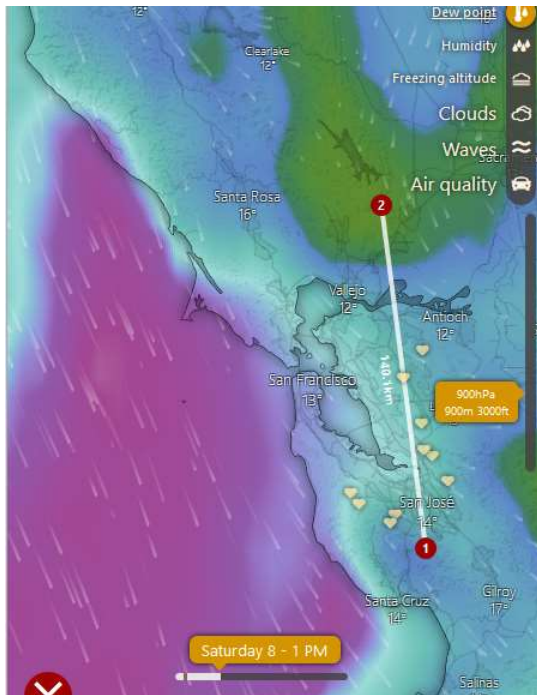 Dew point
12°
Humidity
Clearlake
12°
Freezing altitude
Clouds
Waves
Air quality
Santa Rosa
16°
2
Vallejo
12°
Antioch
12°
140.1km
San Francisco
13°
900hPa
900m 3000ft
San José
14°
1
Santa Cruz
14°
Gilroy
17°
Saturday 8 - 1 PM
Salinas